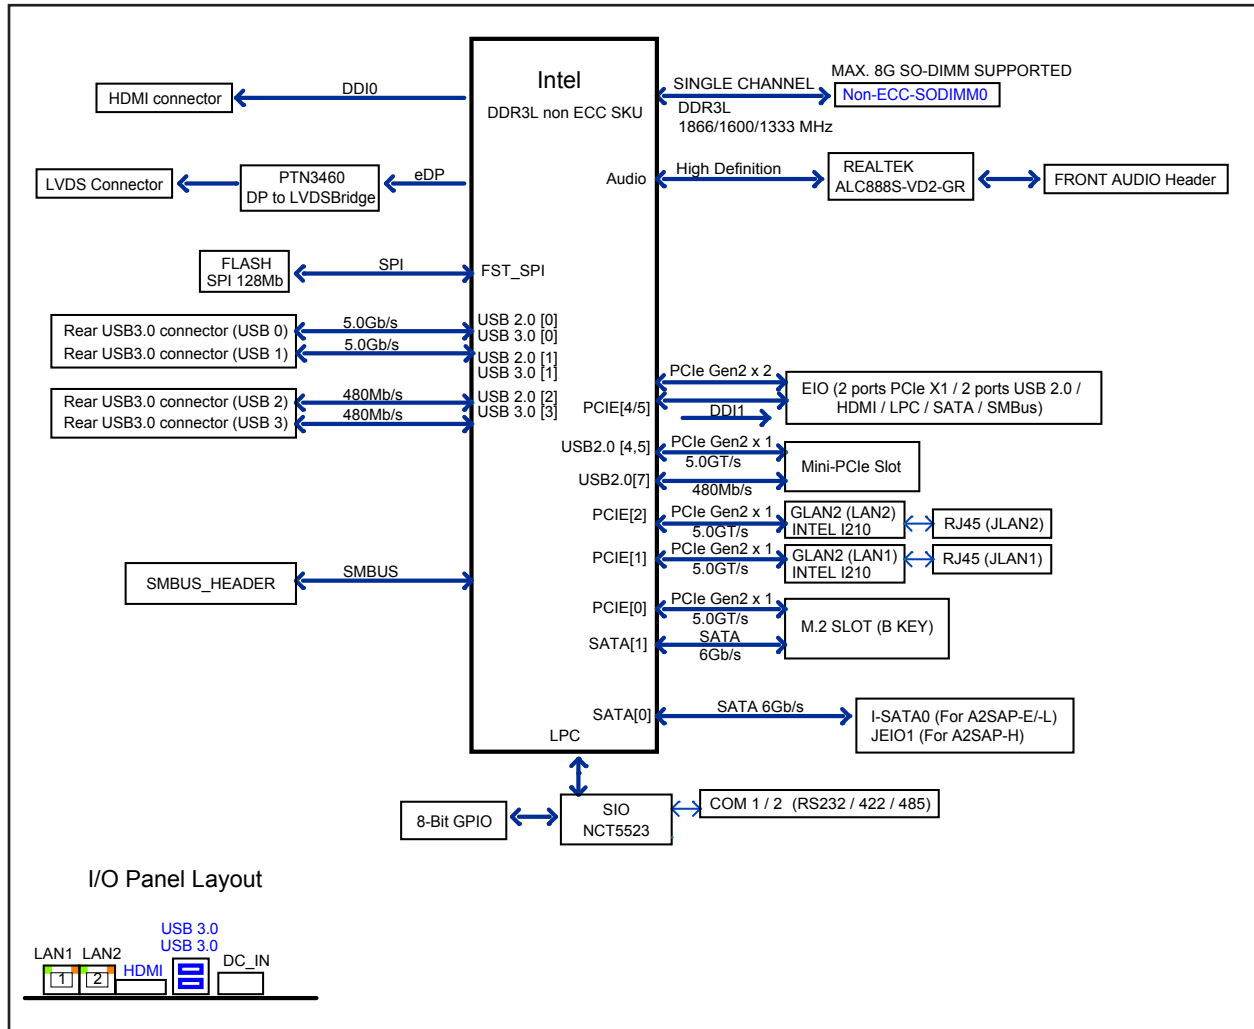 Intel
DDR3L non ECC SKU
HDMI connector
DDI0
SINGLE CHANNEL
DDR3L
1866/1600/1333 MHz
MAX. 8G SO-DIMM SUPPORTED
Non-ECC-SODIMM0
LVDS Connector
PTN3460
DP to LVDSBridge
eDP
Audio
High Definition
REALTEK
ALC888S-VD2-GR
FRONT AUDIO Header
FLASH
SPI 128Mb
SPI
FST_SPI
Rear USB3.0 connector (USB 0)
Rear USB3.0 connector (USB 1)
5.0Gb/s
5.0Gb/s
USB 2.0 [0]
USB 3.0 [0]
USB 2.0 [1]
USB 3.0 [1]
Rear USB3.0 connector (USB 2)
Rear USB3.0 connector (USB 3)
480Mb/s
480Mb/s
USB 2.0 [2]
USB 3.0 [3]
PCIE[4/5]
PCIe Gen2 x 2
DDI1
EIO (2 ports PCIe X1 / 2 ports USB 2.0 /
HDMI / LPC / SATA / SMBus)
USB2.0 [4,5]
USB2.0[7]
PCIe Gen2 x 1
5.0GT/s
480Mb/s
Mini-PCIe Slot
PCIE[2]
PCIe Gen2 x 1
5.0GT/s
GLAN2 (LAN2)
INTEL I210
RJ45 (JLAN2)
PCIE[1]
PCIe Gen2 x 1
5.0GT/s
GLAN2 (LAN1)
INTEL I210
RJ45 (JLAN1)
SMBUS_HEADER
SMBUS
PCIE[0]
PCIe Gen2 x 1
5.0GT/s
SATA[1]
SATA
6Gb/s
M.2 SLOT (B KEY)
SATA[0]
SATA 6Gb/s
I-SATA0 (For A2SAP-E/-L)
JEIO1 (For A2SAP-H)
LPC
8-Bit GPIO
SIO
NCT5523
COM 1 / 2 (RS232 / 422 / 485)
I/O Panel Layout
USB 3.0
USB 3.0
LAN1
LAN2
HDMI
DC_IN
1
2